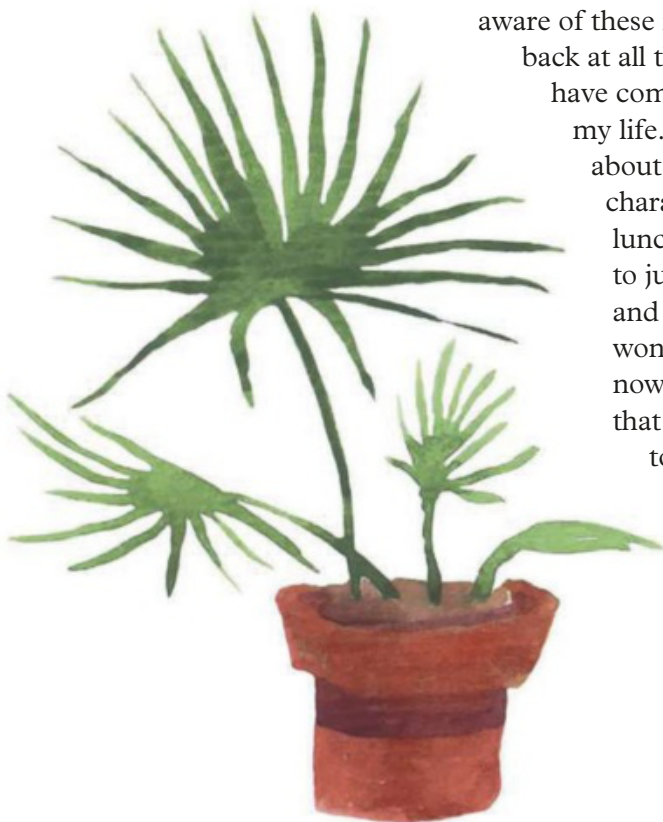 aware of these
back at all
have com
my life.
about
chara
lunc
to ju
and
won
now
that
to